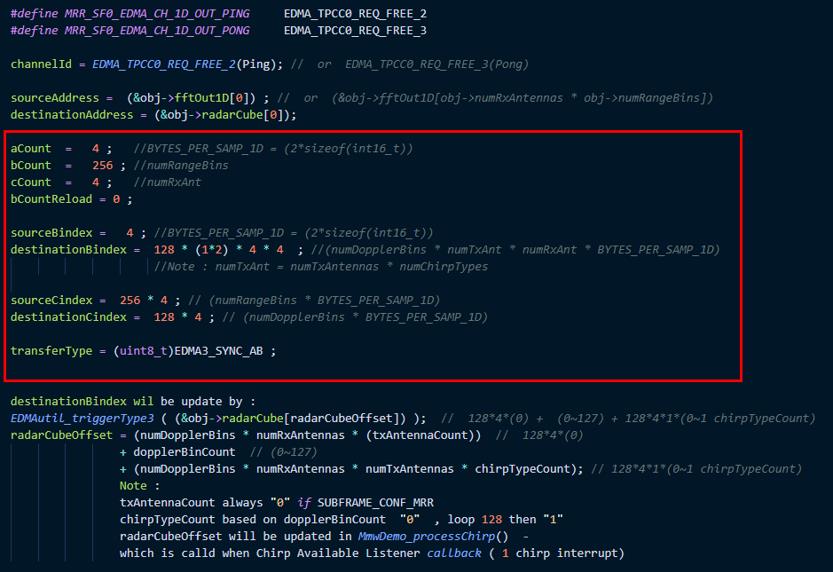 #define MRR_SF0_EDMA_CH_1D_OUT_PING     EDMA_TPCC0_REQ_FREE_2
#define MRR_SF0_EDMA_CH_1D_OUT_PONG     EDMA_TPCC0_REQ_FREE_3
channelId = EDMA_TPCC0_REQ_FREE_2(Ping); //  or  EDMA_TPCC0_REQ_FREE_3(Pong)
sourceAddress =  (&obj->fftOut1D[0]) ; //  or  (&obj->fftOut1D[obj->numRxAntennas * obj->numRangeBins])
destinationAddress = (&obj->radarCube[0]);
aCount  =   4 ;   //BYTES_PER_SAMP_1D = (2*sizeof(int16_t))
bCount  =   256 ; //numRangeBins
cCount  =   4 ;   //numRxAnt
bCountReload = 0 ;
sourceBindex =   4 ; //BYTES_PER_SAMP_1D = (2*sizeof(int16_t))
destinationBindex =  128 * (1*2) * 4 * 4  ; //(numDopplerBins * numTxAnt * numRxAnt * BYTES_PER_SAMP_1D)
//Note : numTxAnt = numTxAntennas * numChirpTypes
sourceCindex =  256 * 4 ; // (numRangeBins * BYTES_PER_SAMP_1D)
destinationCindex =  128 * 4 ; // (numDopplerBins * BYTES_PER_SAMP_1D)
transferType = (uint8_t)EDMA3_SYNC_AB ;
destinationBindex wil be update by :
EDMAutil_triggerType3 ( (&obj->radarCube[radarCubeOffset]) );  //  128*4*(0) +  (0~127) + 128*4*1*(0~1 chirpTypeCount)
radarCubeOffset = (numDopplerBins * numRxAntennas * (txAntennaCount))  //  128*4*(0)
+ dopplerBinCount  // (0~127)
+ (numDopplerBins * numRxAntennas * numTxAntennas * chirpTypeCount); // 128*4*1*(0~1 chirpTypeCount)
Note :
txAntennaCount always "0" if SUBFRAME_CONF_MRR
chirpTypeCount based on dopplerBinCount  "0"  , loop 128 then "1"
radarCubeOffset will be updated in MmwDemo_processChirp()  -
which is calld when Chirp Available Listener callback ( 1 chirp interrupt)